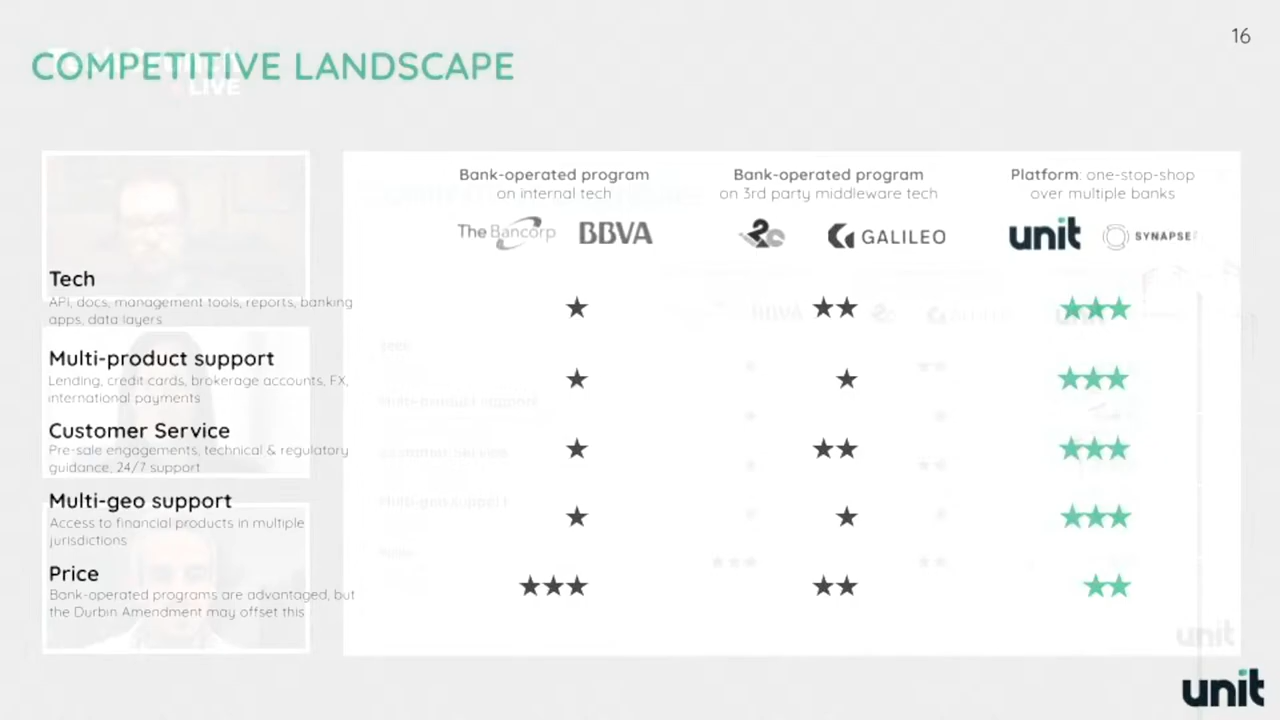 16
COMPETITIVE LANDSCAPE
LIVE
Bank-operated program
on internal tech
Bank-operated program
on 3rd party middleware tech
Platform: one-stop-shop
over multiple banks
The Bancorp
BBVA
GALILEO
unit
SYNAPSE
Tech
API, docs, management tools, reports, banking
apps, data layers
★
★★
★★★
Multi-product support
Lending, credit cards, brokerage accounts, FX,
international payments
★
★
★★★
Customer Service
Pre-sale engagements, technical & regulatory
guidance, 24/7 support
★
★★
★★★
Multi-geo support
Access to financial products in multiple
jurisdictions
★
★
★★★
Price
Bank-operated programs are advantaged, but
the Durbin Amendment may offset this
★★★
★★
★★
unit
unit